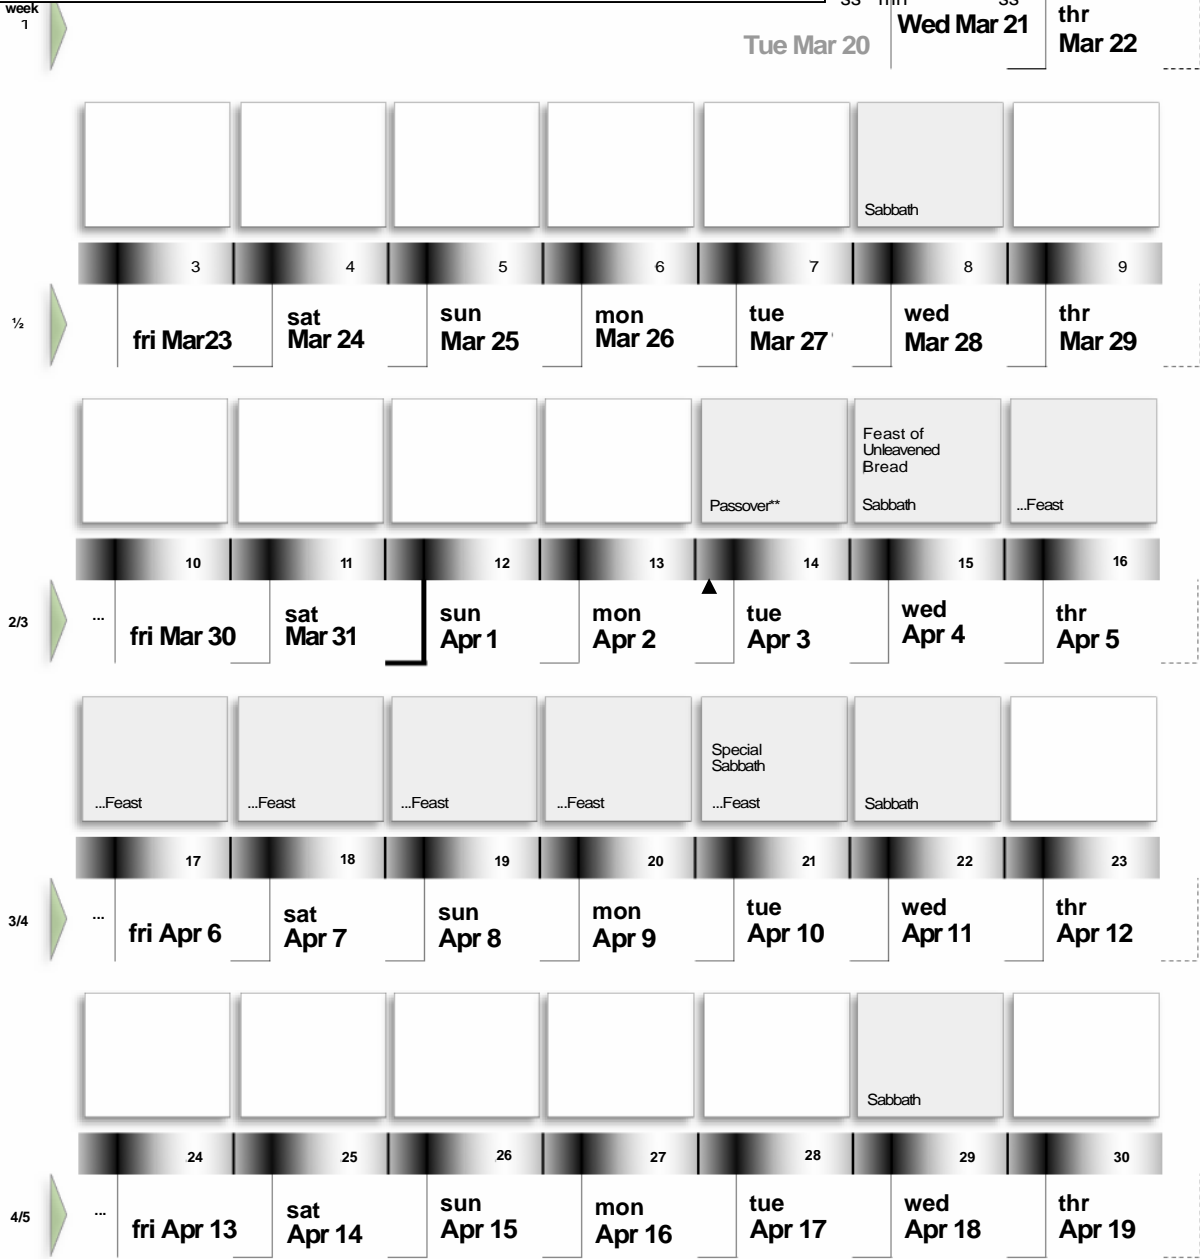 week
1
Tue Mar 20
Wed Mar 21
thr
Mar 22
Sabbath
3 4 5 6 7 8 9
½
fri Mar23
sat
Mar 24
sun
Mar 25
mon
Mar 26
tue
Mar 27
wed
Mar 28
thr
Mar 29
Passover**
Feast of
Unleavened
Bread
Sabbath
...Feast
10 11 12 13 14 15 16
2/3
...
fri Mar 30
sat
Mar 31
sun
Apr 1
mon
Apr 2
tue
Apr 3
wed
Apr 4
thr
Apr 5
...Feast
...Feast
...Feast
...Feast
Special
Sabbath
...Feast
Sabbath
17 18 19 20 21 22 23
3/4
...
fri Apr 6
sat
Apr 7
sun
Apr 8
mon
Apr 9
tue
Apr 10
wed
Apr 11
thr
Apr 12
Sabbath
24 25 26 27 28 29 30
4/5
...
fri Apr 13
sat
Apr 14
sun
Apr 15
mon
Apr 16
tue
Apr 17
wed
Apr 18
thr
Apr 19